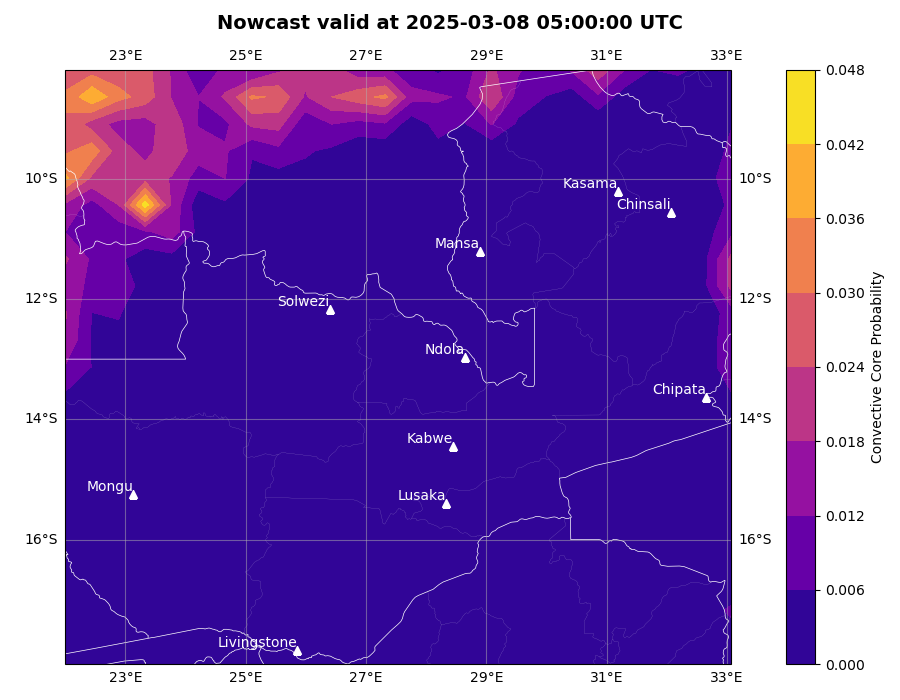 Nowcast valid at 2025-03-08 05:00:00 UTC
23°E 25°E 27°E 29°E 31°E 33°E
0.048
0.042
10°S 10°S
Kasama
Chinsali
0.036
Mansa
12°S 12°S
Solwezi
0.030
Ndola
0.024
Chipata
14°S 14°S
Kabwe
0.018
Mongu
Lusaka
0.012
16°S 16°S
0.006
Livingstone
0.000
23°E 25°E 27°E 29°E 31°E 33°E
Convective Core Probability